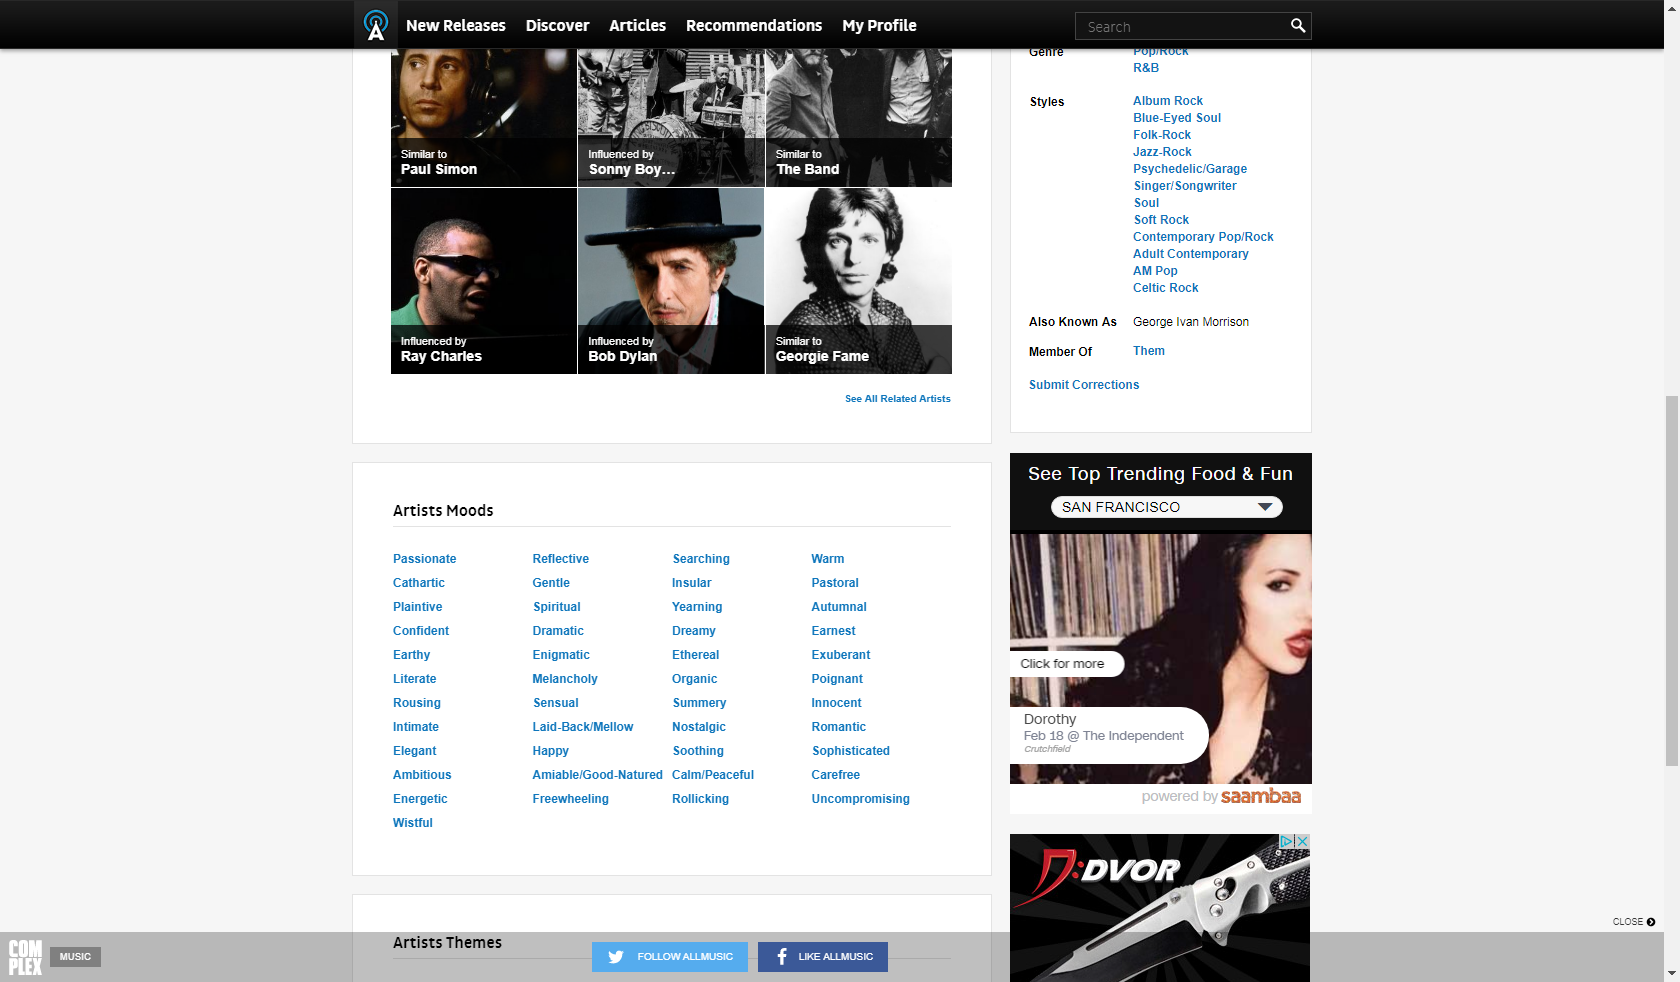 New Releases Discover Articles Recommendations My Profile Search
Similar to
Paul Simon
Influenced by
Sonny Boy...
Similar to
The Band
Influenced by
Ray Charles
Influenced by
Bob Dylan
Similar to
Georgie Fame
See All Related Artists
Artists Moods
Passionate Reflective Searching Warm
Cathartic Gentle Insular Pastoral
Plaintive Spiritual Yearning Autumnal
Confident Dramatic Dreamy Earnest
Earthy Enigmatic Ethereal Exuberant
Literate Melancholy Organic Poignant
Rousing Sensual Summery Innocent
Intimate Laid-Back/Mellow Nostalgic Romantic
Elegant Happy Soothing Sophisticated
Ambitious Amiable/Good-Natured Calm/Peaceful Carefree
Energetic Freewheeling Rollicking Uncompromising
Wistful
Artists Themes
Genre Pop/Rock
R&B
Styles Album Rock
Blue-Eyed Soul
Folk-Rock
Jazz-Rock
Psychedelic/Garage
Singer/Songwriter
Soul
Soft Rock
Contemporary Pop/Rock
Adult Contemporary
AM Pop
Celtic Rock
Also Known As George Ivan Morrison
Member Of Them
Submit Corrections
See Top Trending Food & Fun
SAN FRANCISCO
Click for more
Dorothy
Feb 18 @ The Independent
Crutchfield
powered by saambaa
DVOR
CLOSE
COMPLEX MUSIC FOLLOW ALLMUSIC LIKE ALLMUSIC